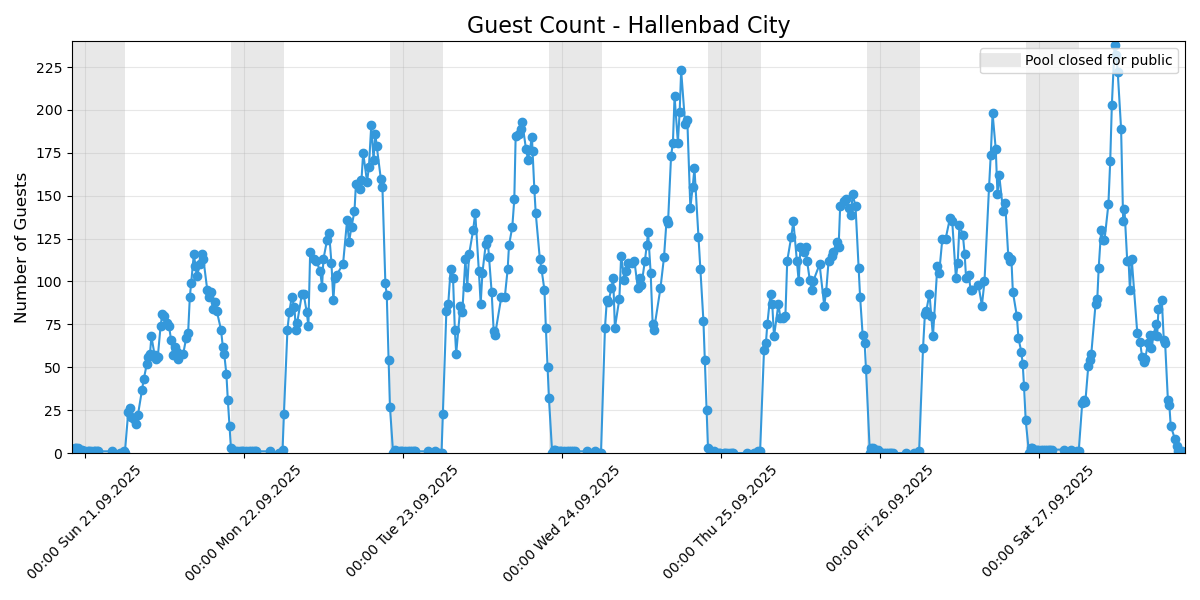 Guest Count - Hallenbad City
Pool closed for public
Number of Guests
225
200
175
150
125
100
75
50
25
0
00:00 Sun 21.09.2025
00:00 Mon 22.09.2025
00:00 Tue 23.09.2025
00:00 Wed 24.09.2025
00:00 Thu 25.09.2025
00:00 Fri 26.09.2025
00:00 Sat 27.09.2025